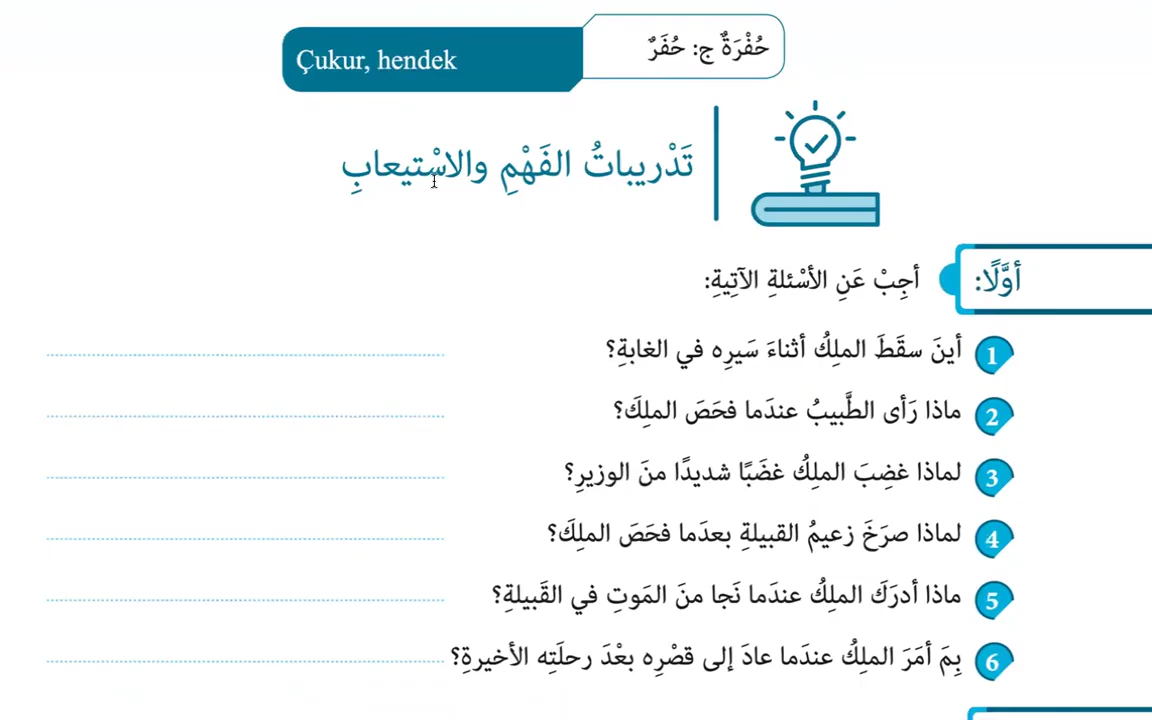 حُفْرَةٌ ج: حُفَرٌ
Çukur, hendek
تَدْريباتُ الفَهْمِ والاسْتيعابِ
أوَّلًا:
أجِبْ عَنِ الأسْئلةِ الآتِيةِ:
1 أينَ سقَطَ الملِكُ أثناءَ سَيرِه في الغابةِ؟
2 ماذا رَأى الطَّبيبُ عندَما فحَصَ الملِكَ؟
3 لماذا غضِبَ الملِكُ غضَبًا شديدًا منَ الوزيرِ؟
4 لماذا صرَخَ زعيمُ القبيلةِ بعدَما فحَصَ الملِكَ؟
5 ماذا أدرَكَ الملِكُ عندَما نَجا منَ المَوتِ في القَبيلةِ؟
6 بِمَ أمَرَ الملِكُ عندَما عادَ إلى قصْرِه بعْدَ رحلَتِه الأخيرةِ؟